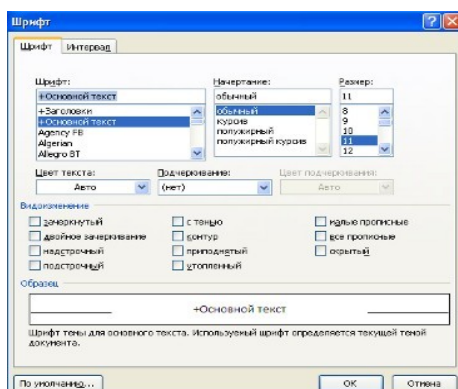 Шрифт
Шрифт Интервал
Шрифт: Начертание: Размер:
+Основной текст обычный 11
+Заголовки обычный 8
+Основной текст курсив 9
Agency FB полужирный 10
Algerian полужирный курсив 11
Allegro BT 12
Цвет текста: Подчеркивание: Цвет подчеркивания:
Авто (нет) Авто
Видоизменение
зачеркнутый с тенью малые прописные
двойное зачеркивание контур все прописные
надстрочный приподнятый скрытый
подстрочный утопленный
Образец
+Основной текст
Шрифт темы для основного текста. Используемый шрифт определяется текущей темой
документа.
По умолчанию... ОК Отмена